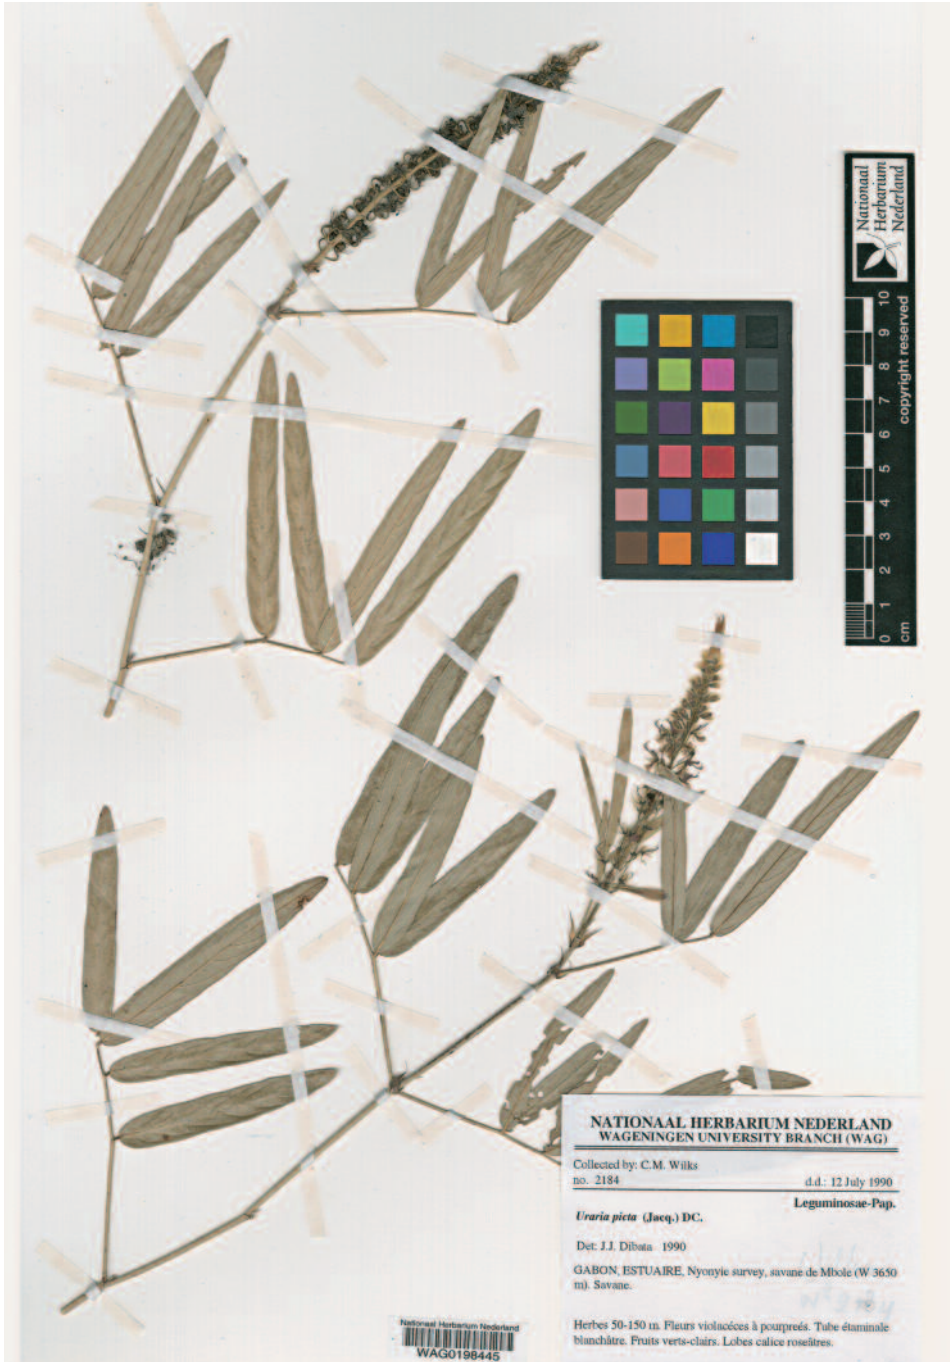 Nationaal
Herbarium
Nederland
10
9
8
7
6
5
4
3
2
1
0
cm
copyright reserved
NATIONAAL HERBARIUM NEDERLAND
WAGENINGEN UNIVERSITY BRANCH (WAG)
Collected by: C.M. Wilks
no. 2184 d.d.: 12 July 1990
Leguminosae-Pap.
Uraria picta (Jacq.) DC.
Det: J.J. Dibata 1990
GABON, ESTUAIRE, Nyonyie survey, savane de Mbole (W 3650
m). Savane.
Herbes 50-150 m. Fleurs violacéces à pourpreés. Tube étaminale
blanchâtre. Fruits verts-clairs. Lobes calice roseâtres.
Nationaal Herbarium Nederland
WAG0198445